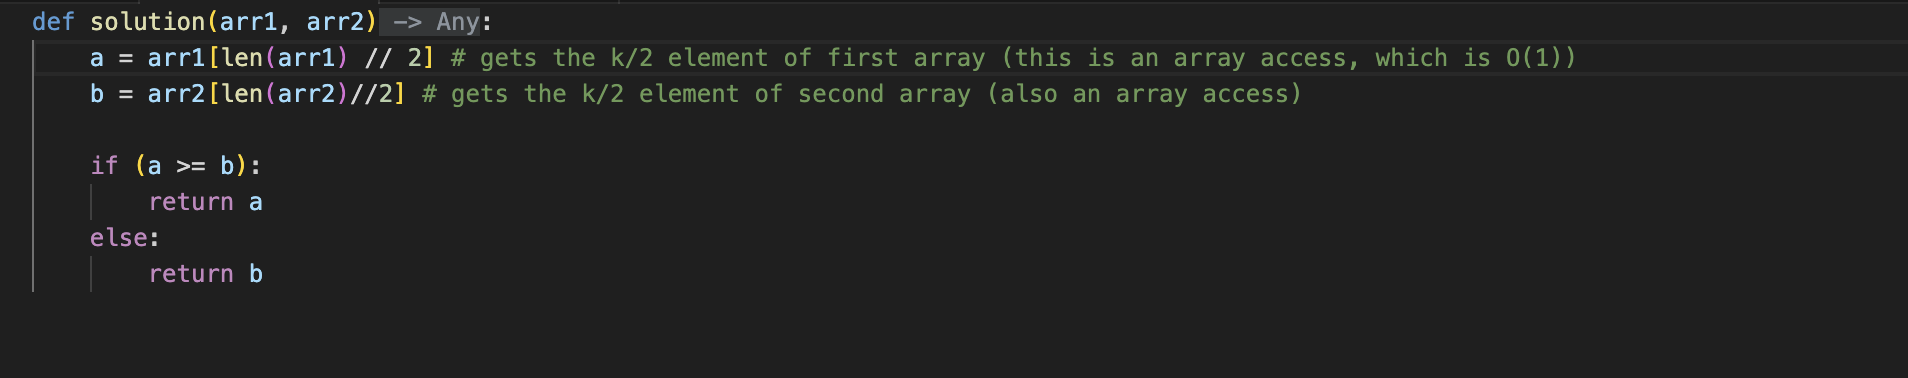 def solution(arr1, arr2) -> Any:
    a = arr1[len(arr1) // 2] # gets the k/2 element of first array (this is an array access, which is O(1))
    b = arr2[len(arr2)//2] # gets the k/2 element of second array (also an array access)
    if (a >= b):
        return a
    else:
        return b